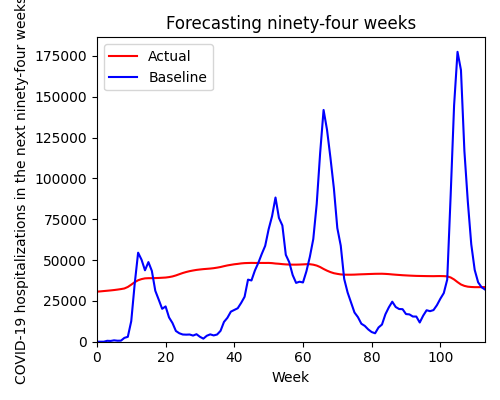 Forecasting ninety-four weeks
COVID-19 hospitalizations in the next ninety-four weeks
Actual
Baseline
175000
150000
125000
100000
75000
50000
25000
0
0 20 40 60 80 100
Week